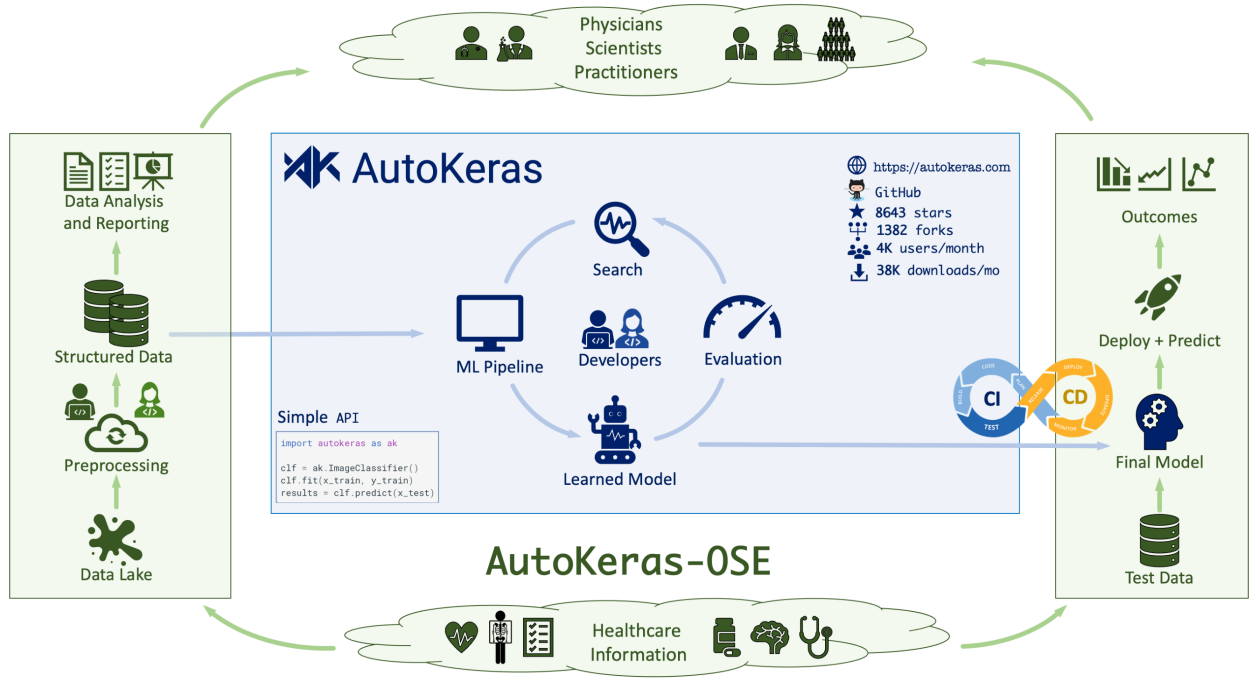 Physicians
Scientists
Practitioners
Data Analysis
and Reporting
Structured Data
</>
</>
Preprocessing
Data Lake
AK AutoKeras
https://autokeras.com
GitHub
8643 stars
1382 forks
4K users/month
38K downloads/mo
Search
ML Pipeline
</>
</>
Developers
Evaluation
Learned Model
Simple API
import autokeras as ak
clf = ak.ImageClassifier()
clf.fit(x_train, y_train)
results = clf.predict(x_test)
CI
CODE
BUILD
TEST
PLAN
RELEASE
CD
DEPLOY
OPERATE
MONITOR
Outcomes
Deploy + Predict
Final Model
Test Data
AutoKeras-OSE
Healthcare
Information